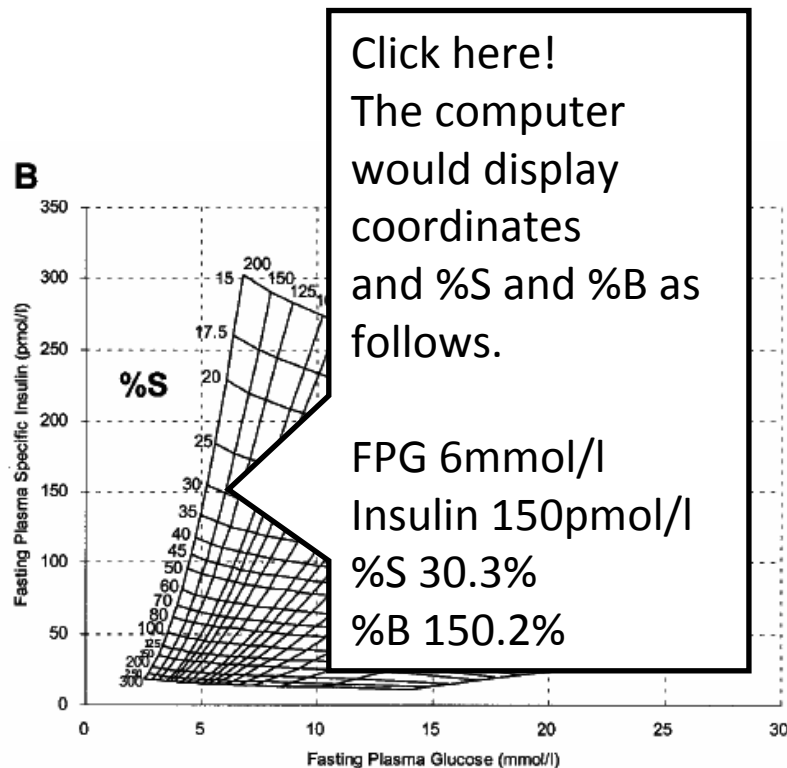 Click here!
The computer
would display
coordinates
and %S and %B as
follows.
FPG 6mmol/l
Insulin 150pmol/l
%S 30.3%
%B 150.2%
B
350
300
250
200
150
100
50
0
Fasting Plasma Specific Insulin (pmol/l)
%S
200
150
125
15
17.5
20
25
30
35
40
45
50
60
70
80
100
125
200
300
0
5
10
15
20
25
30
Fasting Plasma Glucose (mmol/l)